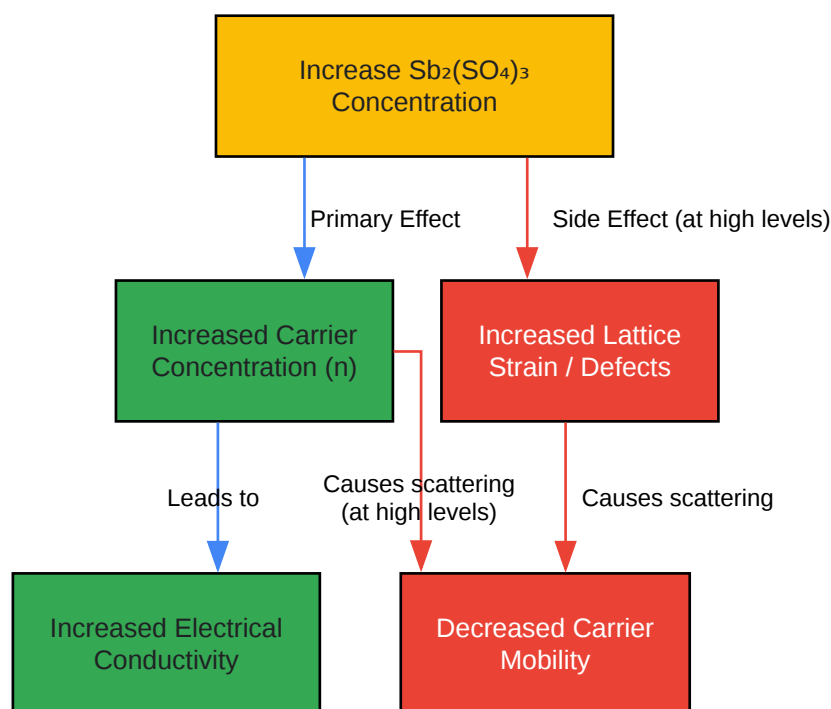 Increase Sb₂(SO₄)₃
Concentration
Primary Effect
Side Effect (at high levels)
Increased Carrier
Concentration (n)
Increased Lattice
Strain / Defects
Leads to
Causes scattering
(at high levels)
Causes scattering
Increased Electrical
Conductivity
Decreased Carrier
Mobility